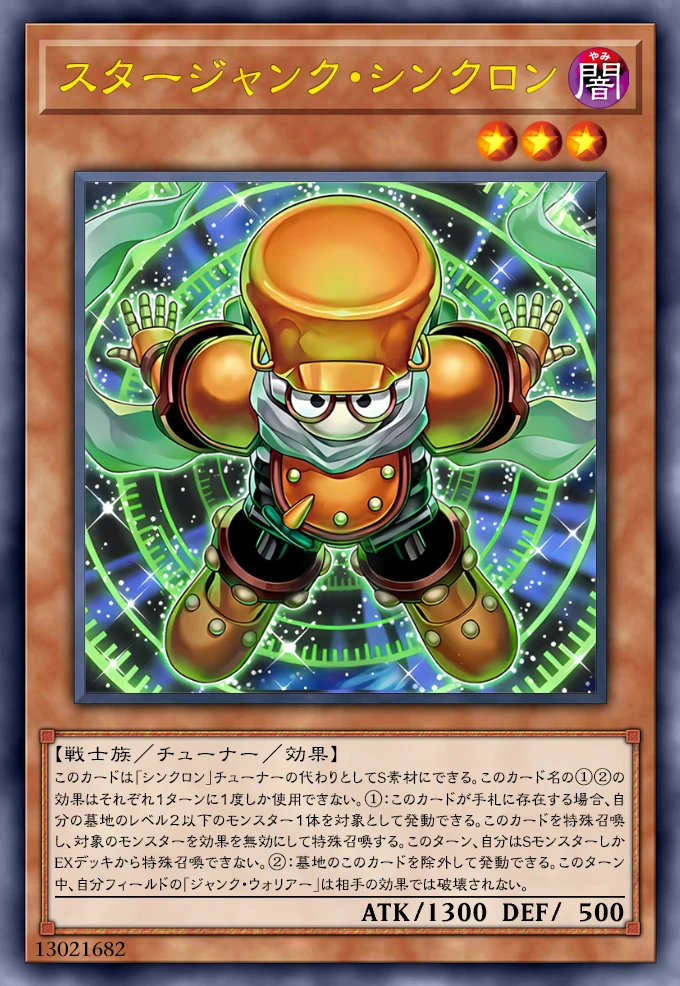 スタージャンク・シンクロン
やみ
闇
【戦士族／チューナー／効果】
このカードは「シンクロン」チューナーの代わりとしてS素材にできる。このカード名の①②の
効果はそれぞれ１ターンに１度しか使用できない。①：このカードが手札に存在する場合、自
分の墓地のレベル２以下のモンスター１体を対象として発動できる。このカードを特殊召喚
し、対象のモンスターを効果を無効にして特殊召喚する。このターン、自分はSモンスターしか
EXデッキから特殊召喚できない。②：墓地のこのカードを除外して発動できる。このターン
中、自分フィールドの「ジャンク・ウォリアー」は相手の効果では破壊されない。
ATK/1300 DEF/ 500
13021682